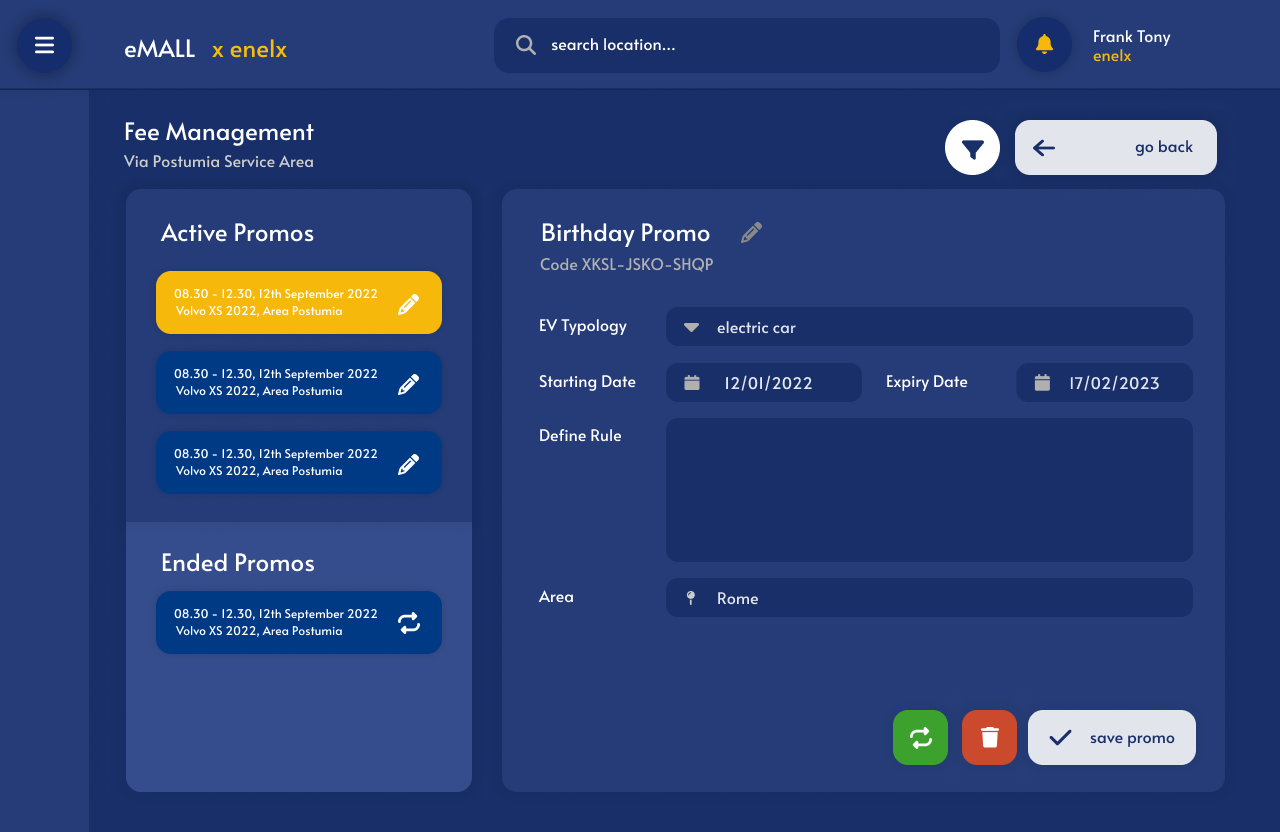 eMALL x enelx
search location...
Frank Tony
enelx
Fee Management
Via Postumia Service Area
go back
Active Promos
08.30 - 12.30, 12th September 2022
Volvo XS 2022, Area Postumia
08.30 - 12.30, 12th September 2022
Volvo XS 2022, Area Postumia
08.30 - 12.30, 12th September 2022
Volvo XS 2022, Area Postumia
Ended Promos
08.30 - 12.30, 12th September 2022
Volvo XS 2022, Area Postumia
Birthday Promo
Code XKSL-JSKO-SHQP
EV Typology electric car
Starting Date 12/01/2022 Expiry Date 17/02/2023
Define Rule
Area Rome
save promo